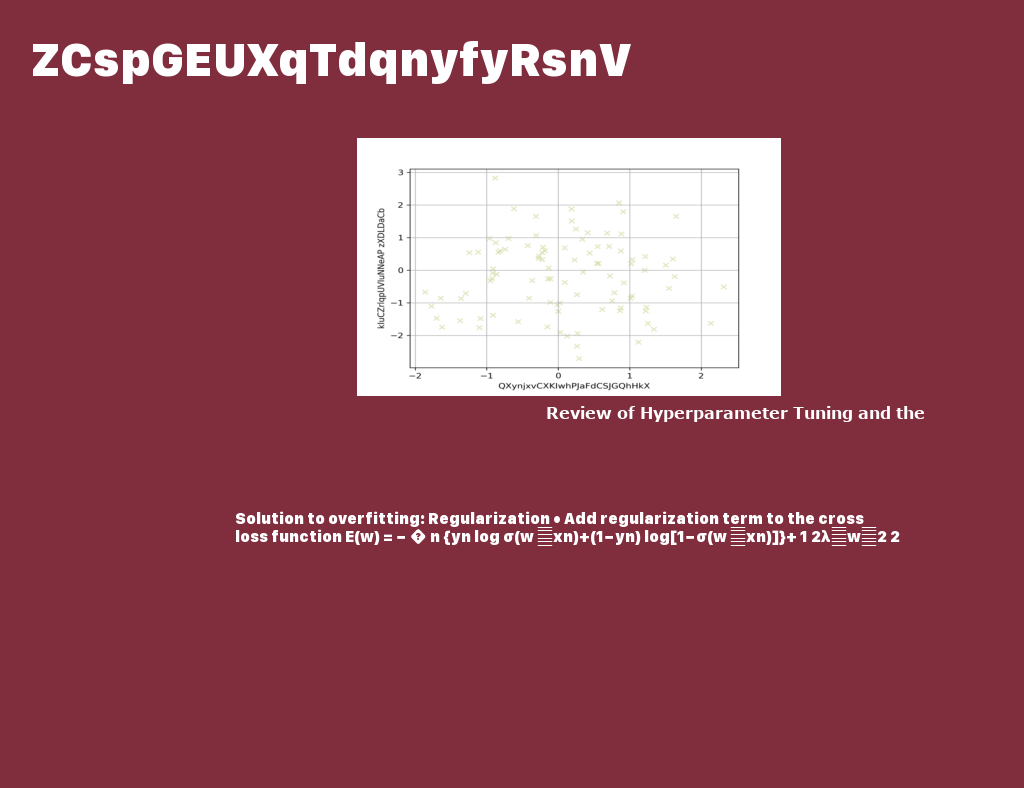 ZCspGEUXqTdqnyfyRsnV
3
2
1
0
−1
−2
kluCZrlqpUVluNNeAP zXDLDaCb
−2 −1 0 1 2
QXynjxvCXKlwhPJaFdCSJGQhHkX
Review of Hyperparameter Tuning and the
Solution to overfitting: Regularization • Add regularization term to the cross
loss function E(w) = − � n {yn log σ(w xn)+(1−yn) log[1−σ(w xn)]}+ 1 2λ w 2 2